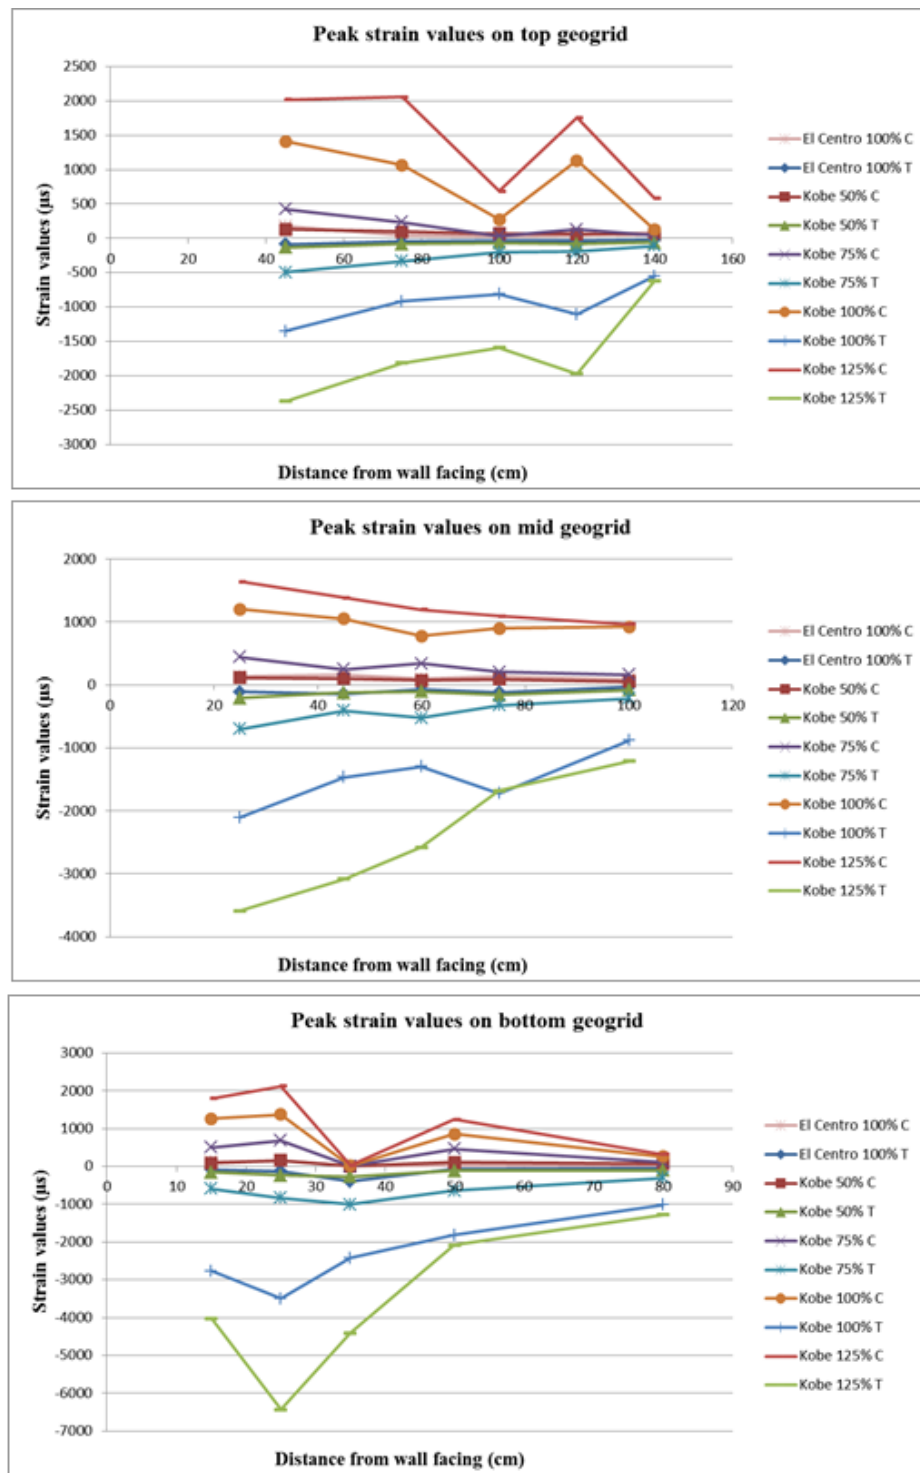 Peak strain values on top geogrid
2500
2000
1500
1000
500
0
-500
-1000
-1500
-2000
-2500
-3000
0 20 40 60 80 100 120 140 160
Strain values (µs)
Distance from wall facing (cm)
El Centro 100% C
El Centro 100% T
Kobe 50% C
Kobe 50% T
Kobe 75% C
Kobe 75% T
Kobe 100% C
Kobe 100% T
Kobe 125% C
Kobe 125% T
Peak strain values on mid geogrid
2000
1000
0
-1000
-2000
-3000
-4000
0 20 40 60 80 100 120
Strain values (µs)
Distance from wall facing (cm)
El Centro 100% C
El Centro 100% T
Kobe 50% C
Kobe 50% T
Kobe 75% C
Kobe 75% T
Kobe 100% C
Kobe 100% T
Kobe 125% C
Kobe 125% T
Peak strain values on bottom geogrid
3000
2000
1000
0
-1000
-2000
-3000
-4000
-5000
-6000
-7000
0 10 20 30 40 50 60 70 80 90
Strain values (µs)
Distance from wall facing (cm)
El Centro 100% C
El Centro 100% T
Kobe 50% C
Kobe 50% T
Kobe 75% C
Kobe 75% T
Kobe 100% C
Kobe 100% T
Kobe 125% C
Kobe 125% T